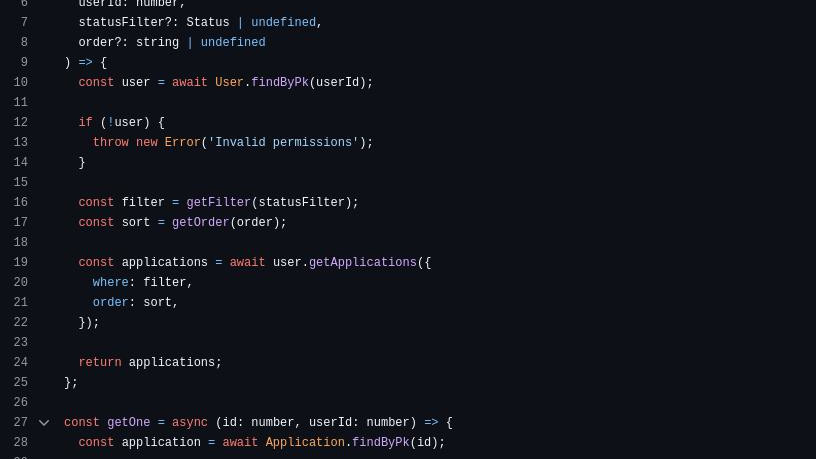 6 userId: number,
7 statusFilter?: Status | undefined,
8 order?: string | undefined
9 ) => {
10 const user = await User.findByPk(userId);
11
12 if (!user) {
13 throw new Error('Invalid permissions');
14 }
15
16 const filter = getFilter(statusFilter);
17 const sort = getOrder(order);
18
19 const applications = await user.getApplications({
20 where: filter,
21 order: sort,
22 });
23
24 return applications;
25 };
26
27 const getOne = async (id: number, userId: number) => {
28 const application = await Application.findByPk(id);